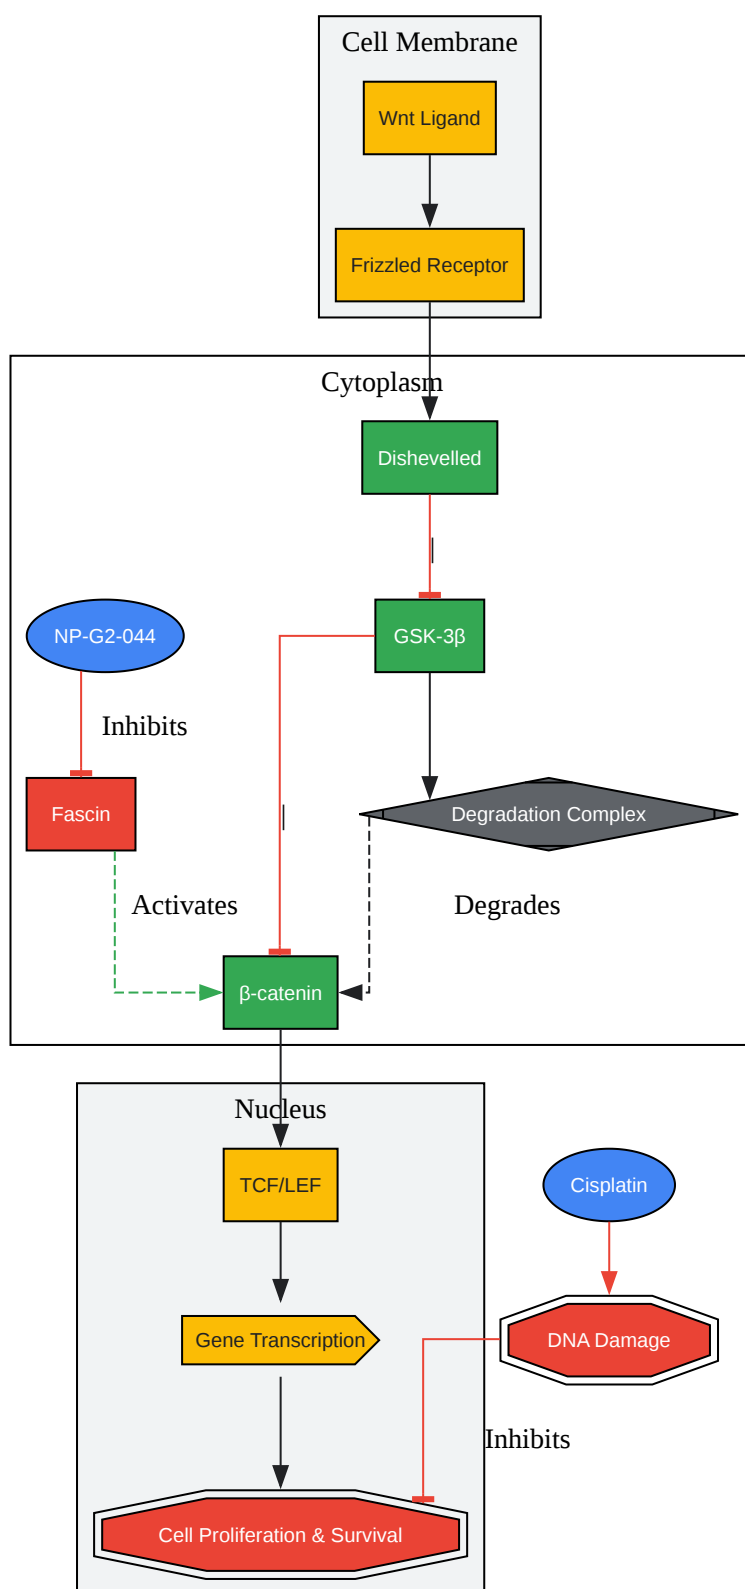 Cell Membrane
Wnt Ligand
Frizzled Receptor
Cytoplasm
Dishevelled
|
NP-G2-044
GSK-3β
Inhibits
Fascin
|
Degradation Complex
Activates
Degrades
β-catenin
Nucleus
TCF/LEF
Cisplatin
Gene Transcription
DNA Damage
Inhibits
Cell Proliferation & Survival